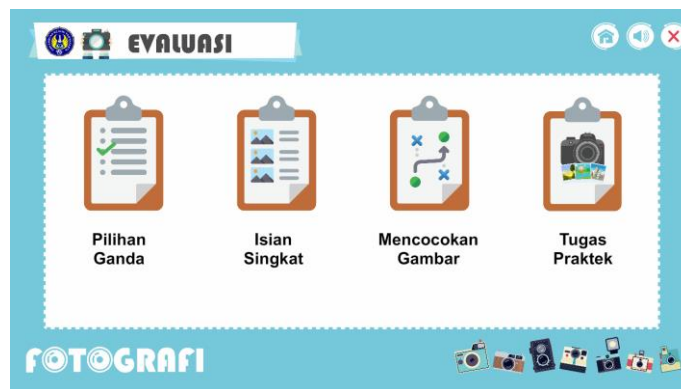 EVALUASI
Pilihan
Ganda
Isian
Singkat
Mencocokan
Gambar
Tugas
Praktek
FOTOGRAFI